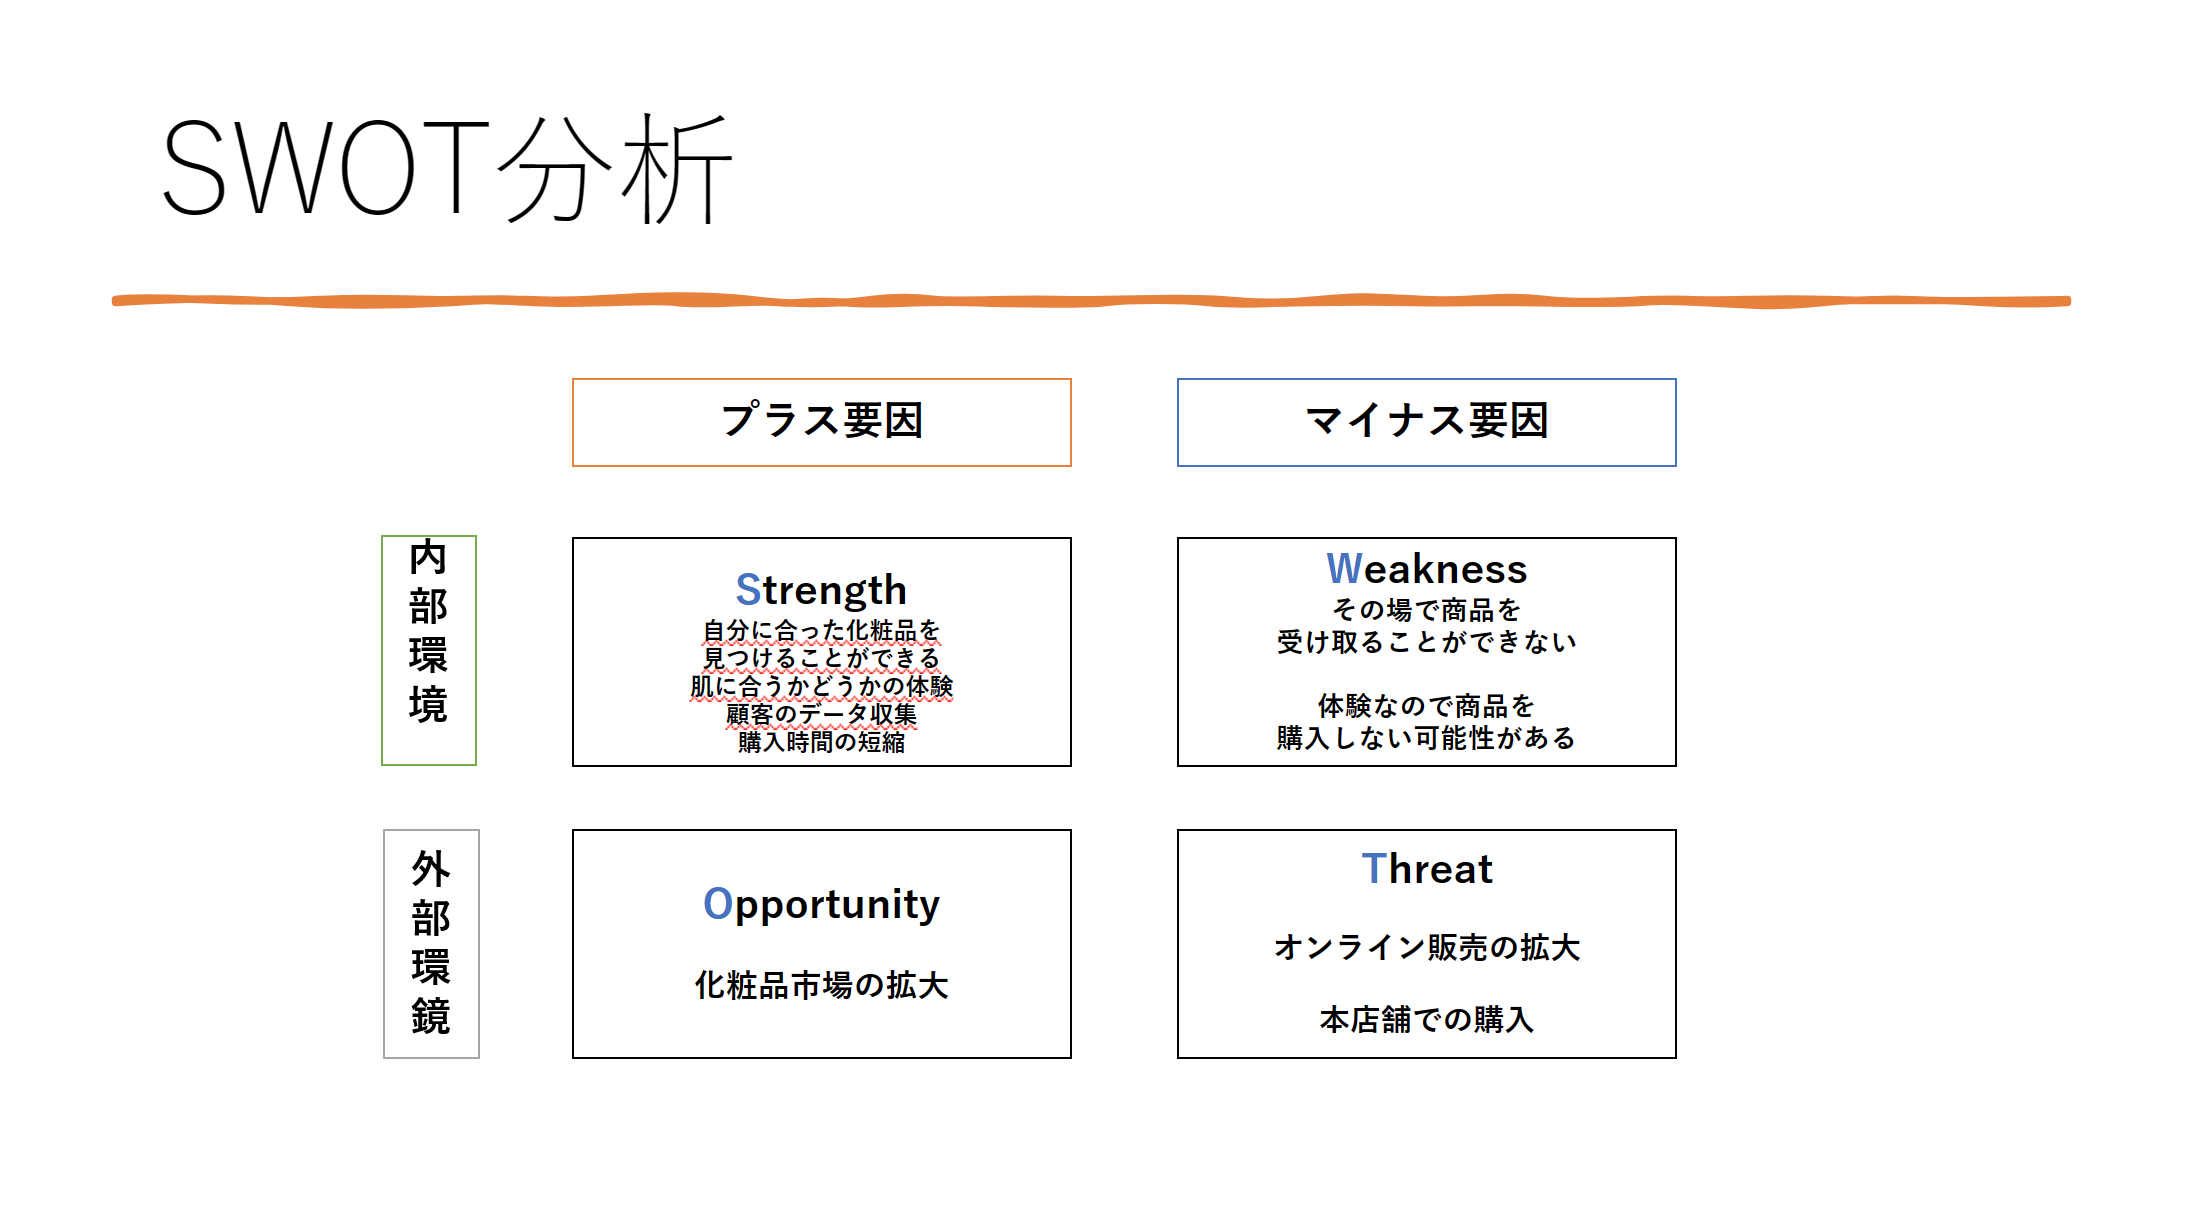 SWOT分析
プラス要因
マイナス要因
内部環境
Strength
自分に合った化粧品を
見つけることができる
肌に合うかどうかの体験
顧客のデータ収集
購入時間の短縮
Weakness
その場で商品を
受け取ることができない
体験なので商品を
購入しない可能性がある
外部環鏡
Opportunity
化粧品市場の拡大
Threat
オンライン販売の拡大
本店舗での購入